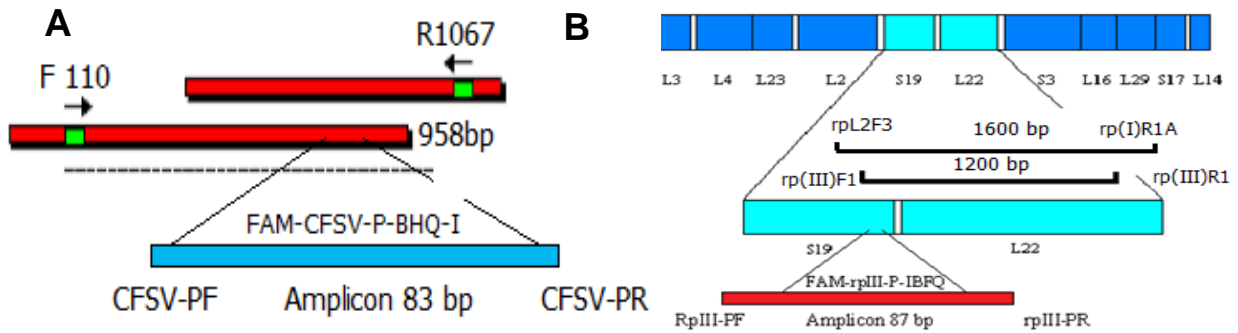 A
F 110
R1067
958bp
FAM-CFSV-P-BHQ-I
CFSV-PF Amplicon 83 bp CFSV-PR
B
L3 L4 L23 L2 S19 L22 S3 L16 L29 S17 L14
rpL2F3 1600 bp rp(I)R1A
rp(III)F1 1200 bp rp(III)R1
S19 L22
FAM-rpIII-P-IBFQ
RpIII-PF Amplicon 87 bp rpIII-PR